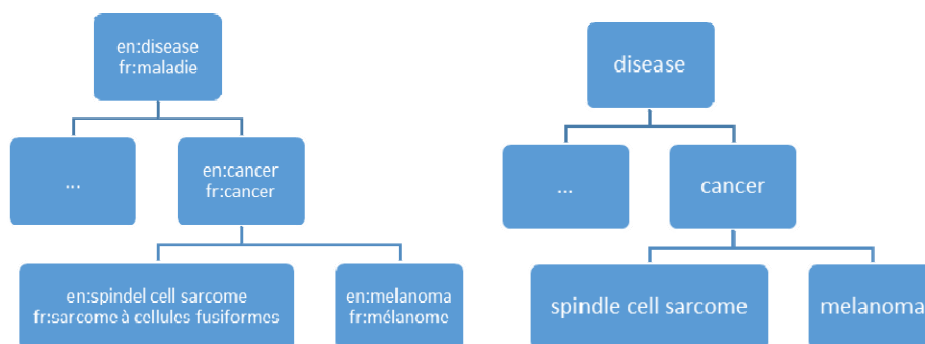 en:disease
fr:maladie
...
en:cancer
fr:cancer
en:spindel cell sarcome
fr:sarcome à cellules fusiformes
en:melanoma
fr:mélanome
disease
...
cancer
spindle cell sarcome
melanoma